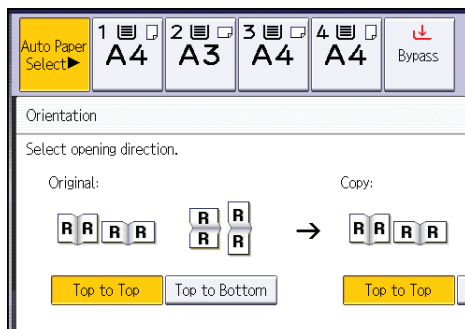 Auto Paper
Select►
1
A4
2
A3
3
A4
4
A4
Bypass
Orientation
Select opening direction.
Original:
Copy:
R R R R
R R
R R
→
R R R R
Top to Top
Top to Bottom
Top to Top